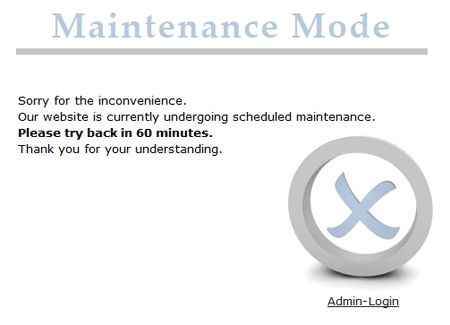 Maintenance Mode
Sorry for the inconvenience.
Our website is currently undergoing scheduled maintenance.
Please try back in 60 minutes.
Thank you for your understanding.
Admin-Login